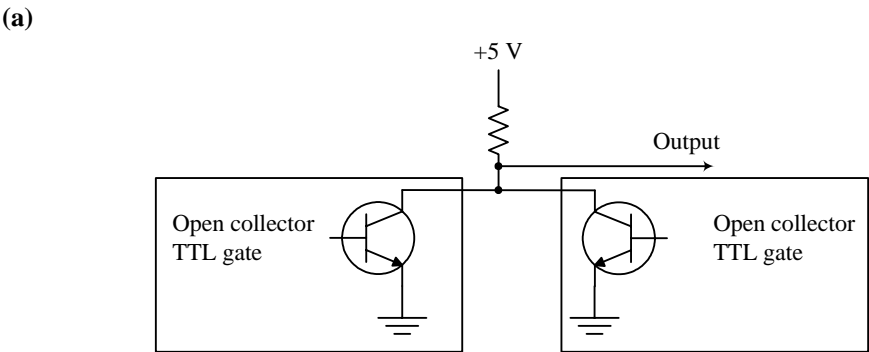 (a)
+5 V
Output
Open collector
TTL gate
Open collector
TTL gate